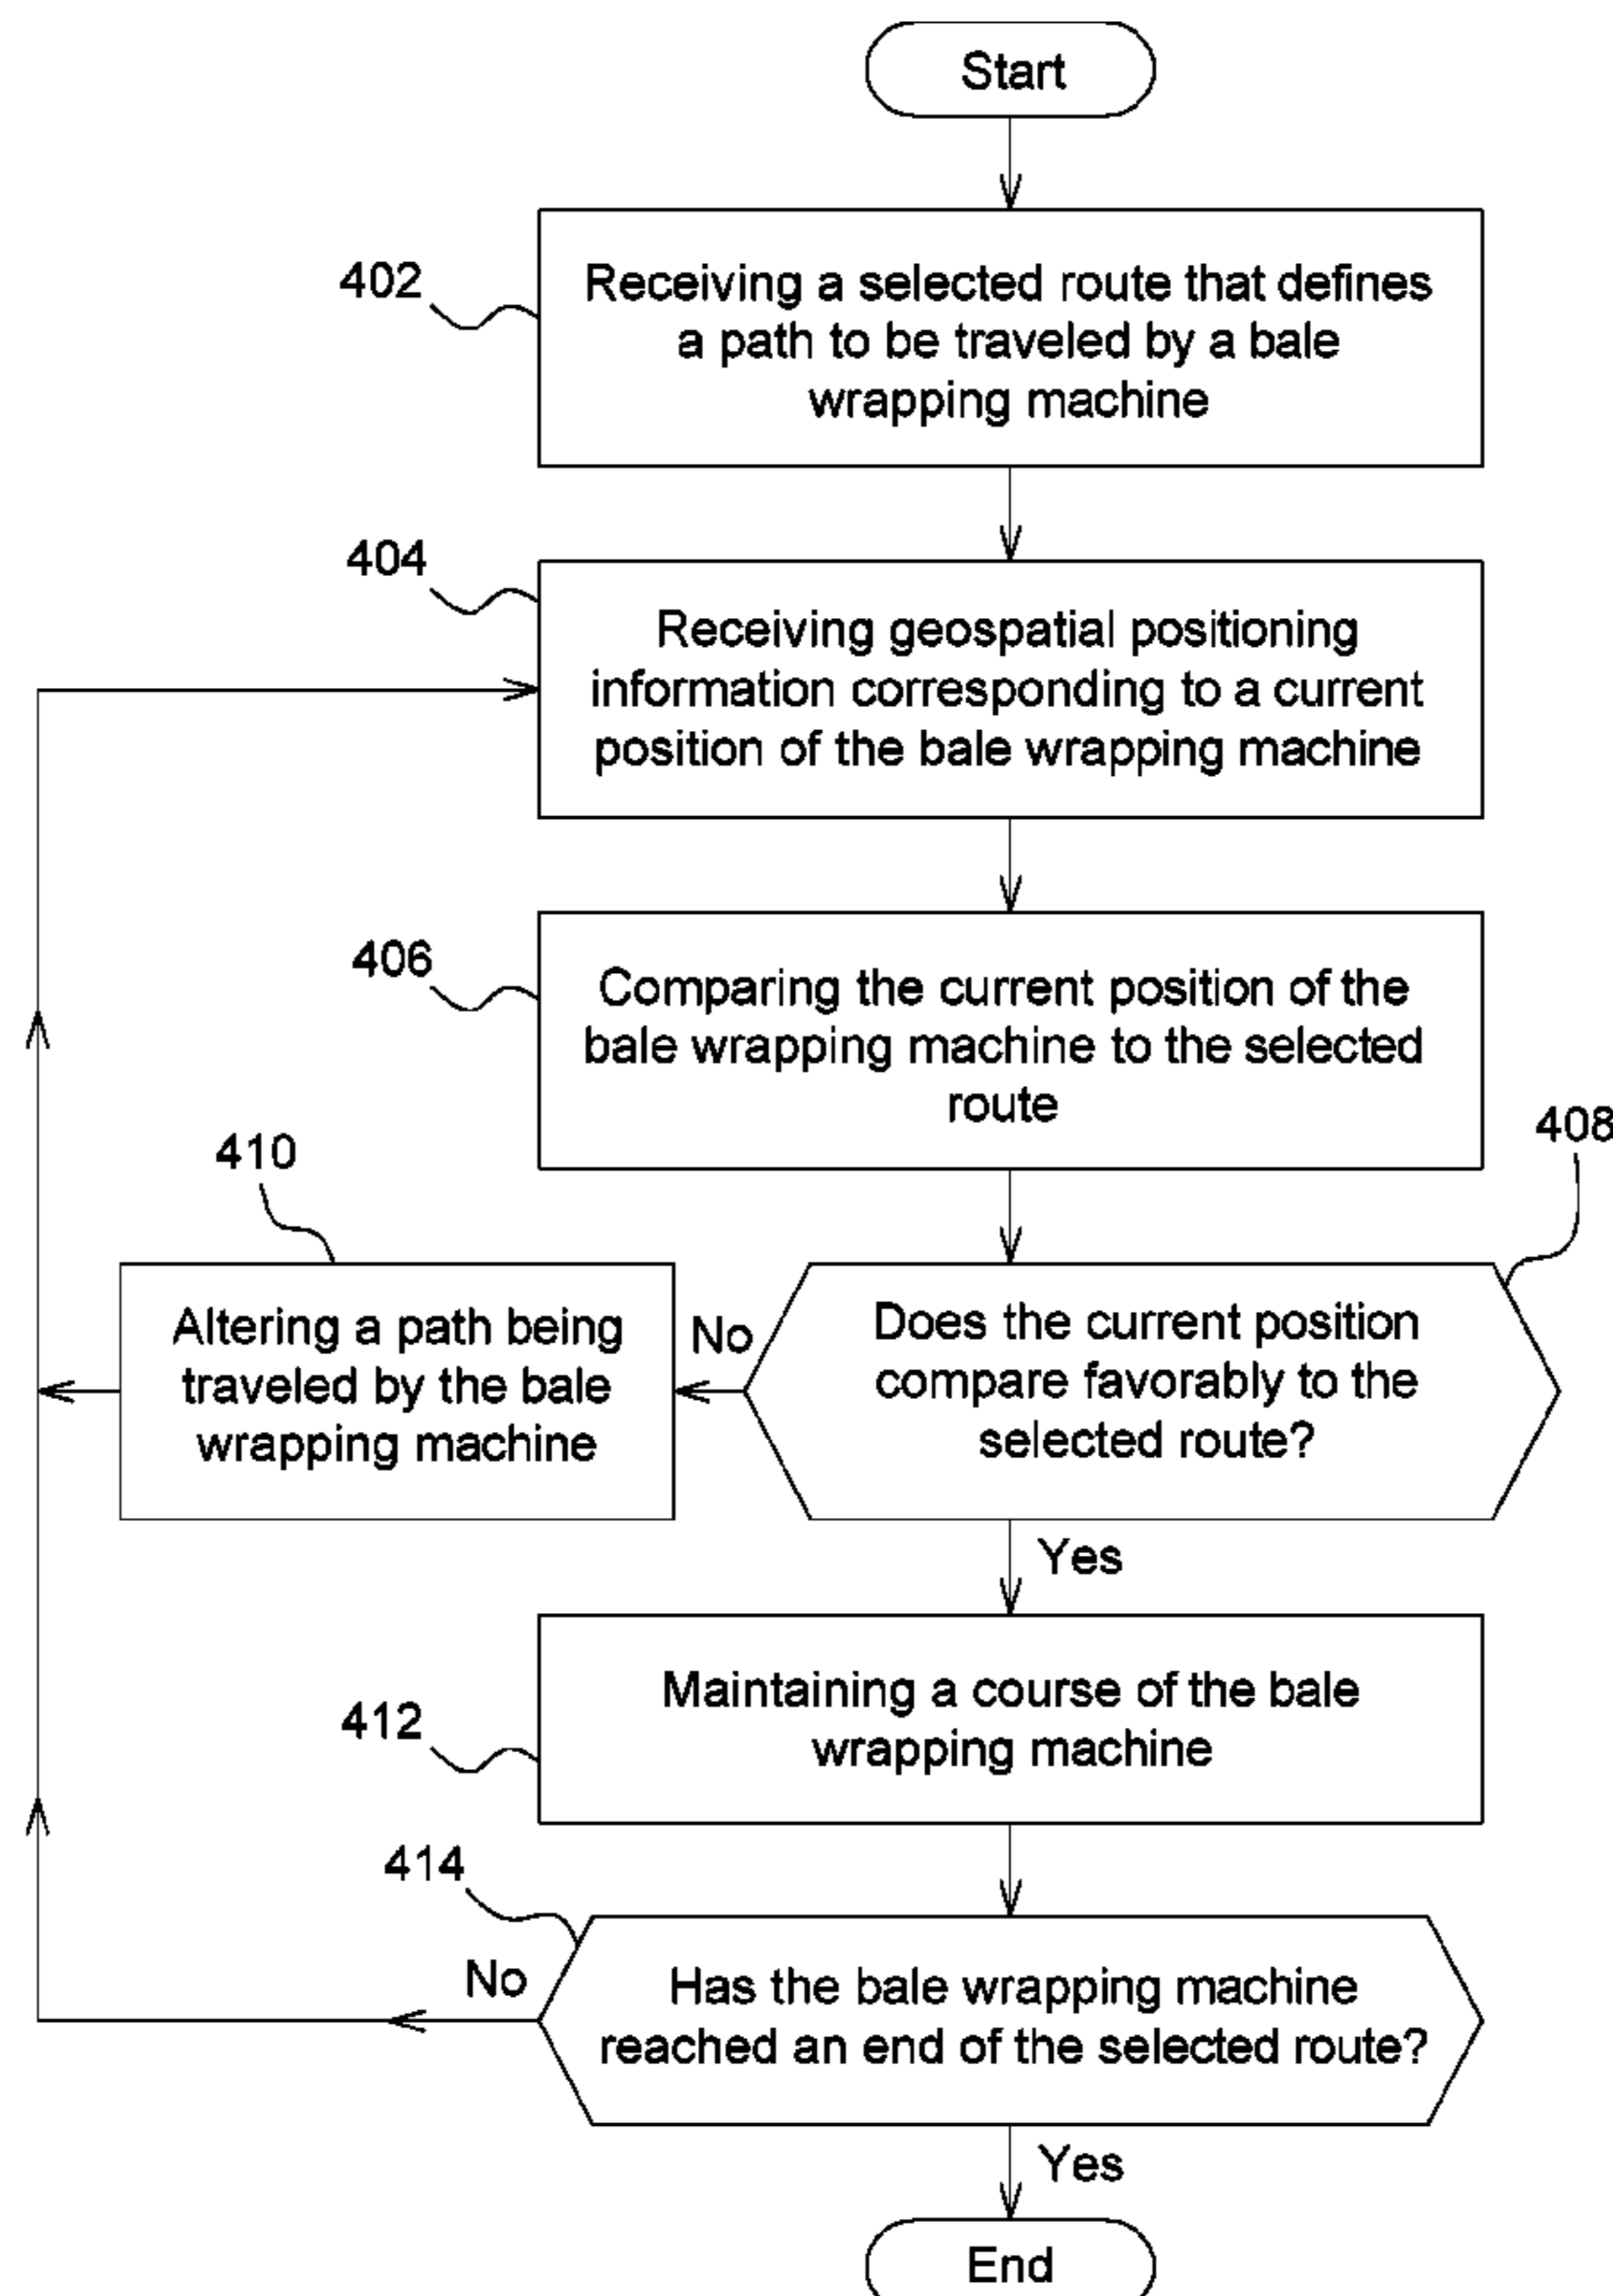 Start
402
Receiving a selected route that defines
a path to be traveled by a bale
wrapping machine
404
Receiving geospatial positioning
information corresponding to a current
position of the bale wrapping machine
406
Comparing the current position of the
bale wrapping machine to the selected
route
408
410
Does the current position
compare favorably to the
selected route?
No
Altering a path being
traveled by the bale
wrapping machine
Yes
412
Maintaining a course of the bale
wrapping machine
414
No
Has the bale wrapping machine
reached an end of the selected route?
Yes
End